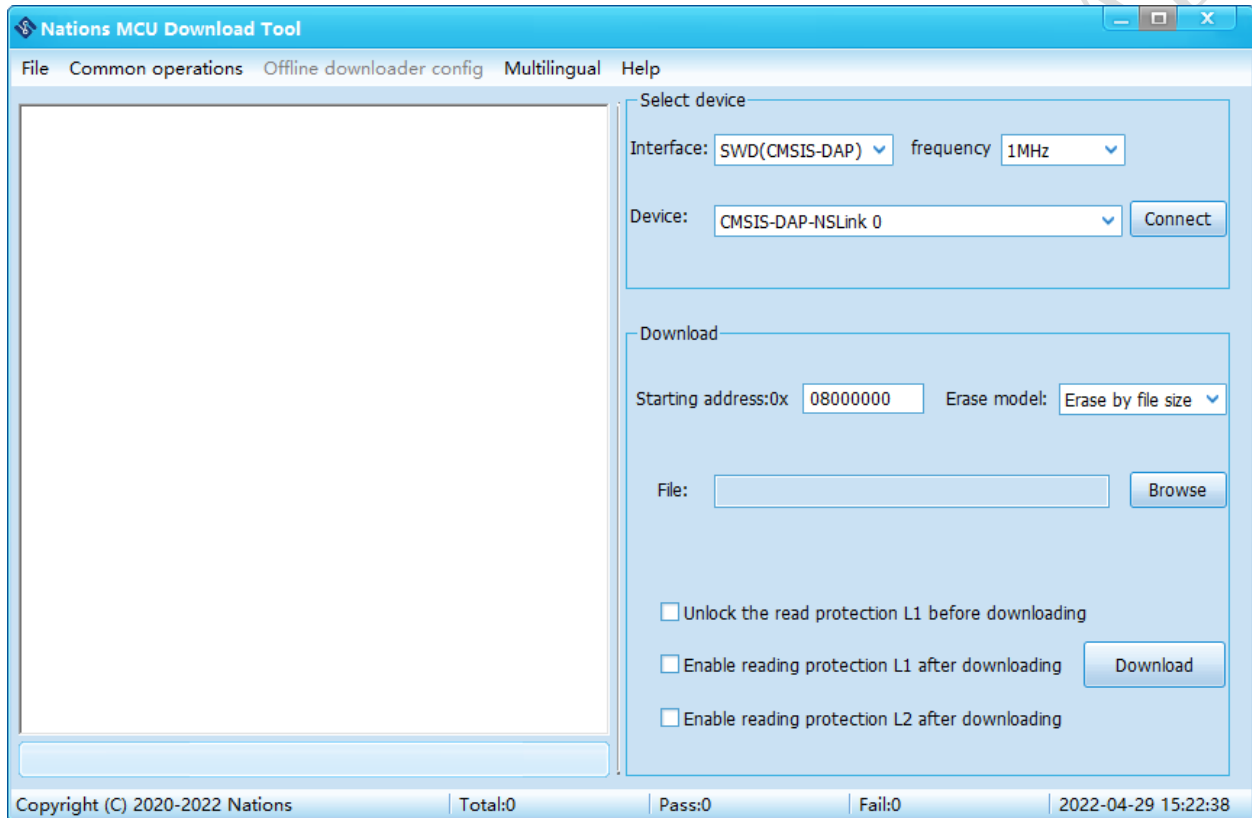 Nations MCU Download Tool
File Common operations Offline downloader config Multilingual Help
Select device
Interface: SWD(CMSIS-DAP) frequency 1MHz
Device: CMSIS-DAP-NSLink 0 Connect
Download
Starting address:0x 08000000 Erase model: Erase by file size
File: Browse
Unlock the read protection L1 before downloading
Enable reading protection L1 after downloading Download
Enable reading protection L2 after downloading
Copyright (C) 2020-2022 Nations Total:0 Pass:0 Fail:0 2022-04-29 15:22:38